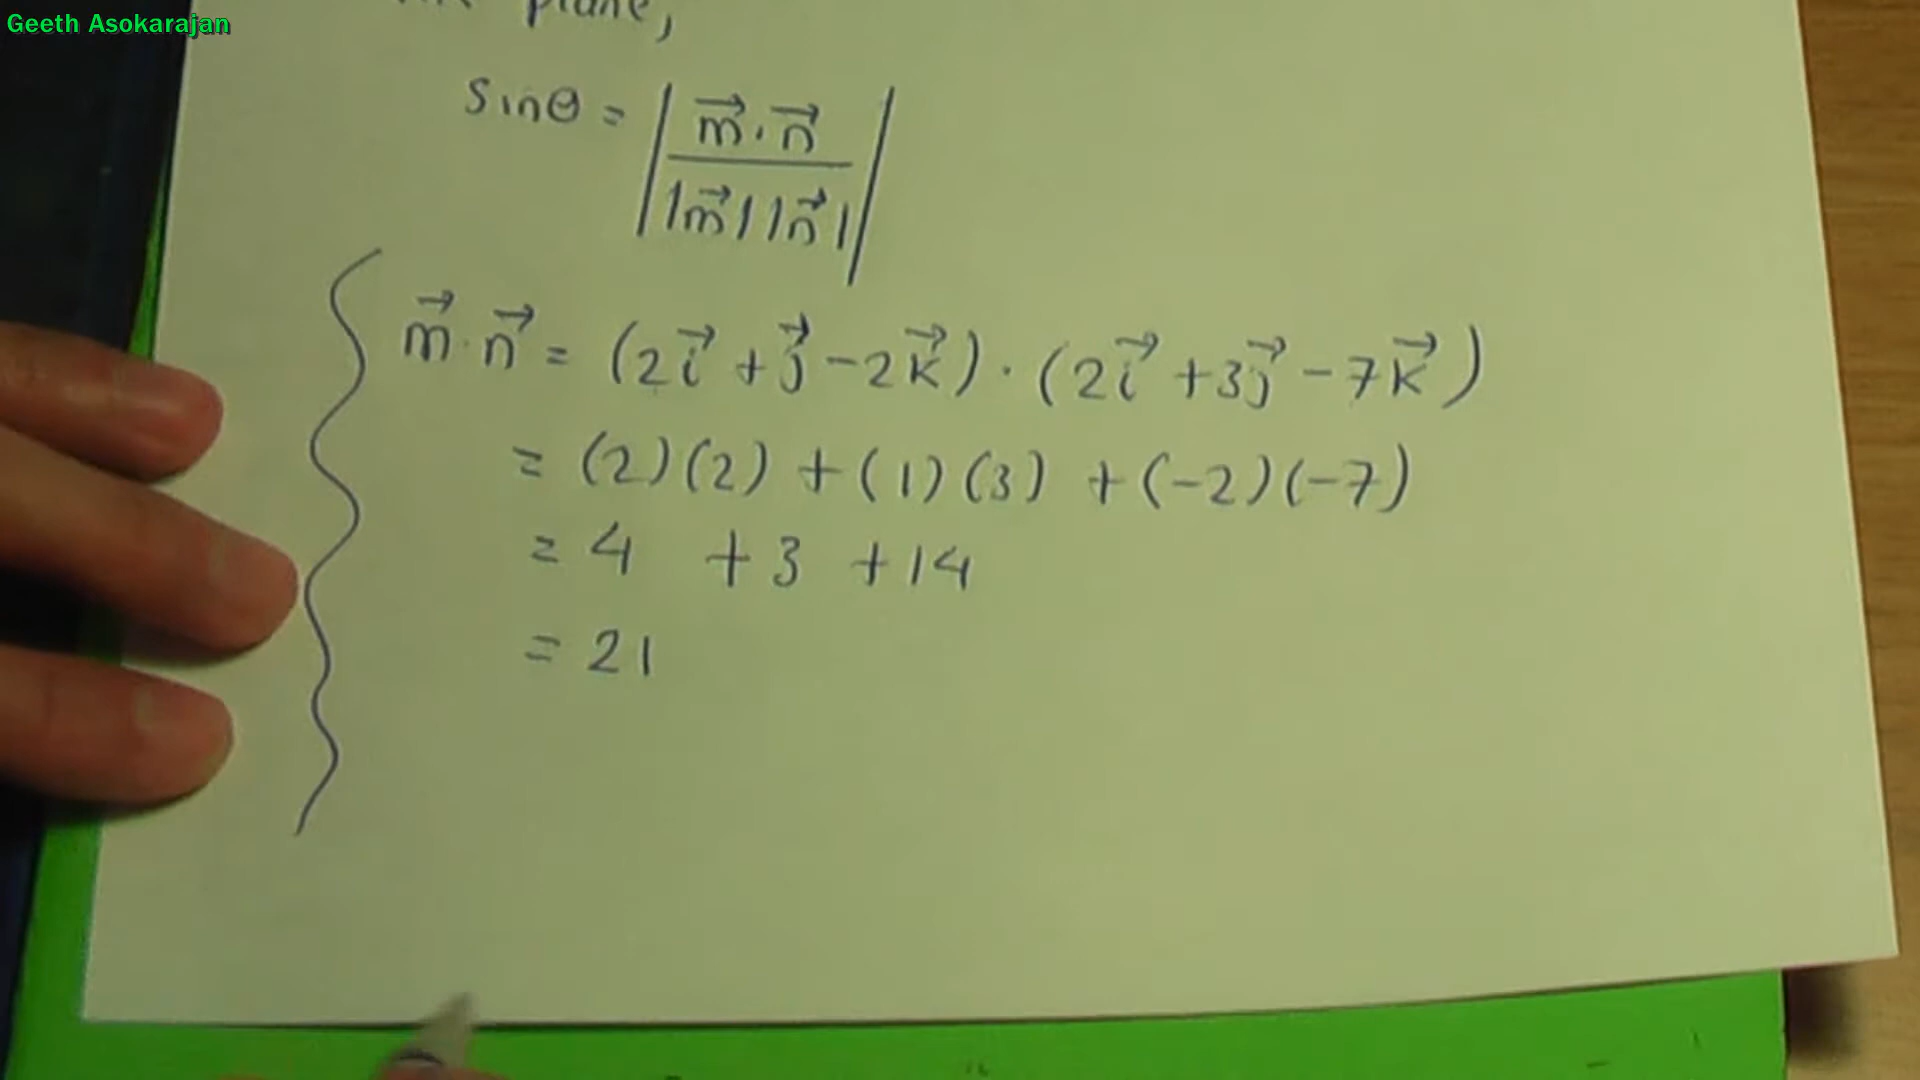 Geeth Asokarajan
plane,
sinθ = | m⃗ · n⃗ / |m⃗| |n⃗| |
m⃗ · n⃗ = (2i⃗ + j⃗ - 2k⃗) · (2i⃗ + 3j⃗ - 7k⃗)
= (2)(2) + (1)(3) + (-2)(-7)
= 4 + 3 + 14
= 21